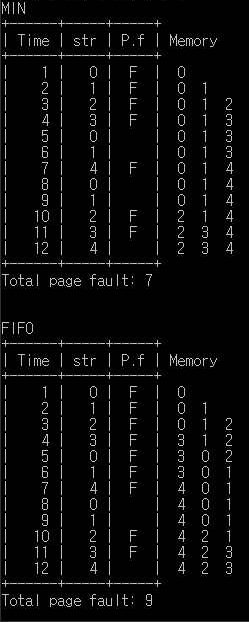 MIN
+------+-----+-----+
| Time | str | P.f | Memory
+------+-----+-----+
|    1 |   0 |  F  | 0
|    2 |   1 |  F  | 0 1
|    3 |   2 |  F  | 0 1 2
|    4 |   3 |  F  | 0 1 3
|    5 |   0 |     | 0 1 3
|    6 |   1 |     | 0 1 3
|    7 |   4 |  F  | 0 1 4
|    8 |   0 |     | 0 1 4
|    9 |   1 |     | 0 1 4
|   10 |   2 |  F  | 2 1 4
|   11 |   3 |  F  | 2 3 4
|   12 |   4 |     | 2 3 4
+------+-----+-----+
Total page fault: 7
FIFO
+------+-----+-----+
| Time | str | P.f | Memory
+------+-----+-----+
|    1 |   0 |  F  | 0
|    2 |   1 |  F  | 0 1
|    3 |   2 |  F  | 0 1 2
|    4 |   3 |  F  | 3 1 2
|    5 |   0 |  F  | 3 0 2
|    6 |   1 |  F  | 3 0 1
|    7 |   4 |  F  | 4 0 1
|    8 |   0 |     | 4 0 1
|    9 |   1 |     | 4 0 1
|   10 |   2 |  F  | 4 2 1
|   11 |   3 |  F  | 4 2 3
|   12 |   4 |     | 4 2 3
+------+-----+-----+
Total page fault: 9